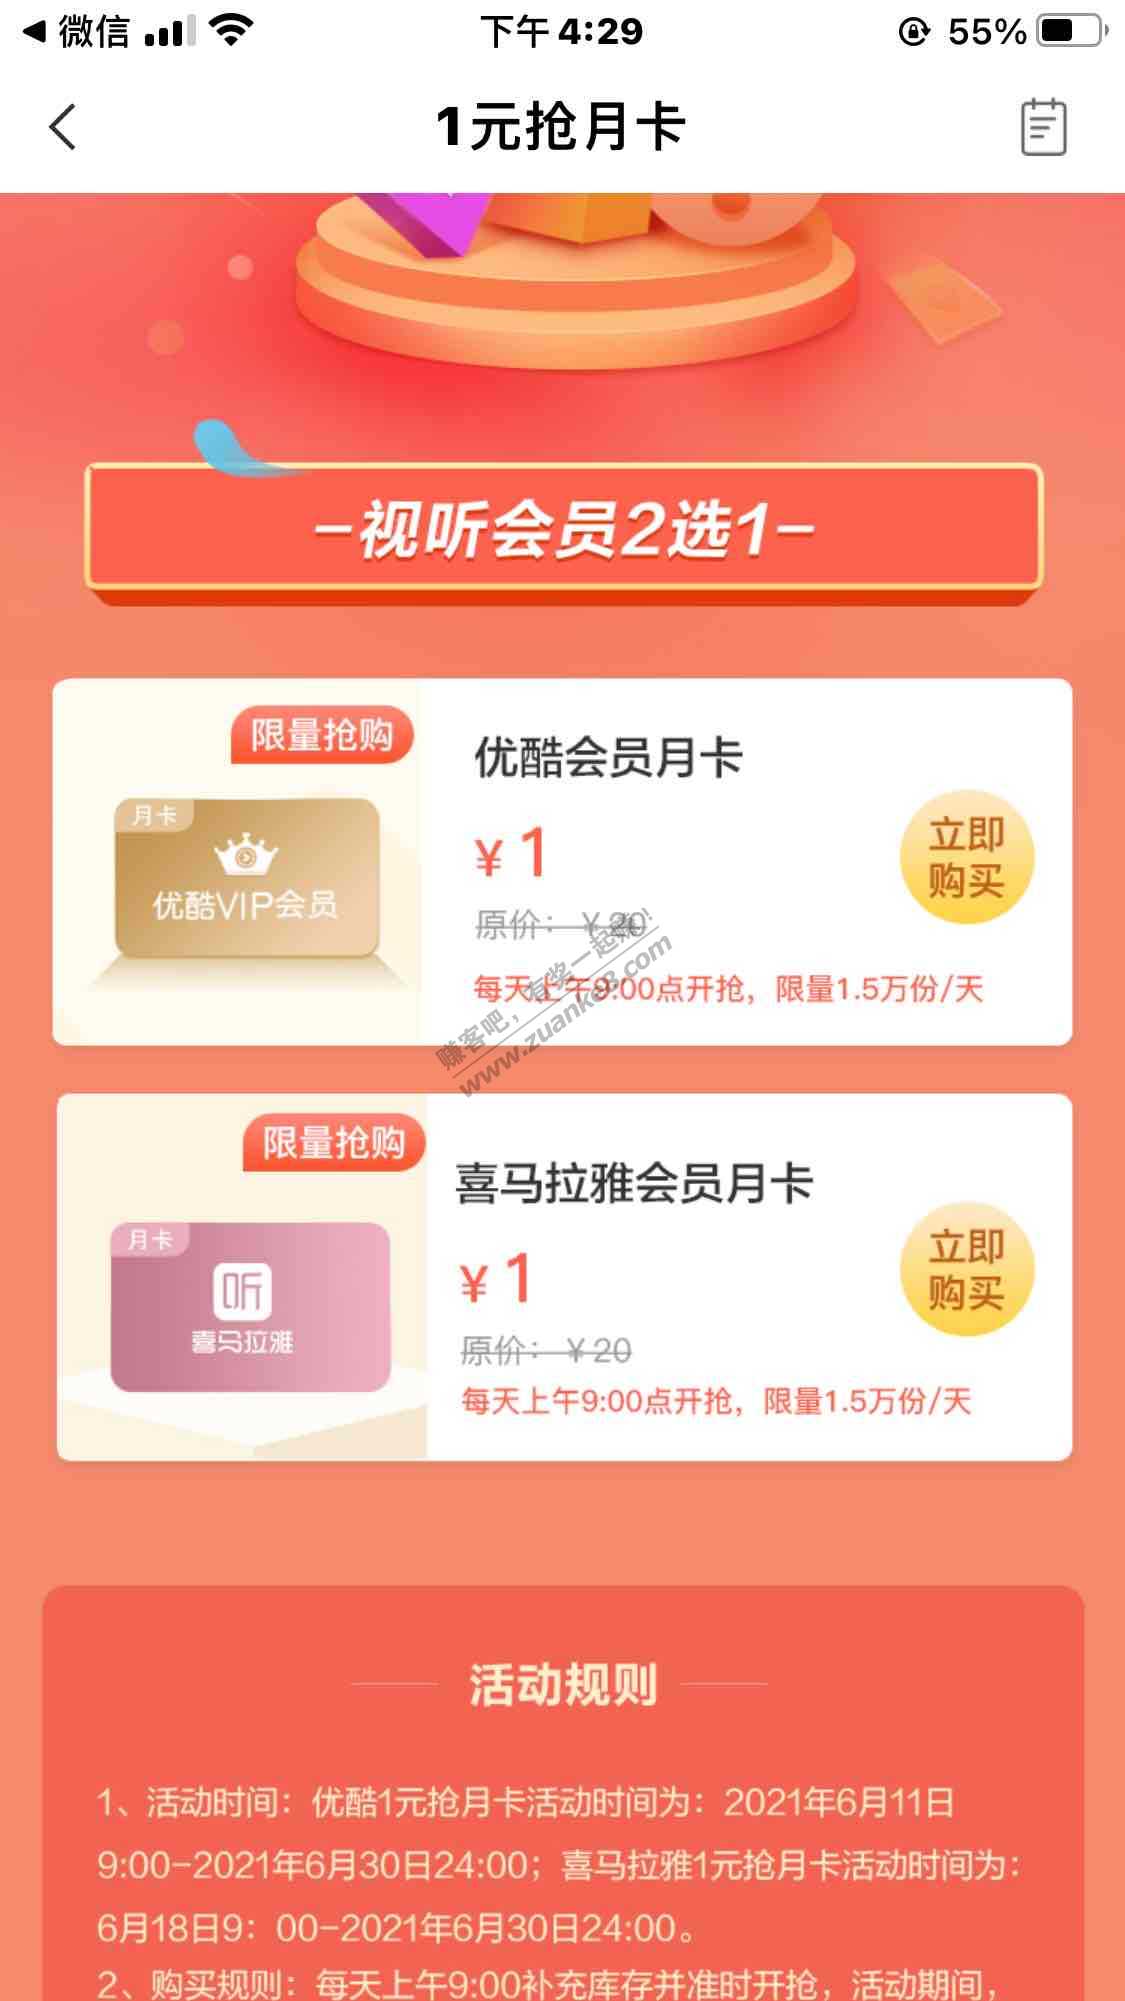 微信
下午4:29
55%
1元抢月卡
-视听会员2选1-
限量抢购
月卡
优酷VIP会员
优酷会员月卡
¥1
原价：¥20
每天上午9:00点开抢，限量1.5万份/天
立即
购买
赚客吧，有奖一起赚！
www.zuanke8.com
限量抢购
月卡
听
喜马拉雅
喜马拉雅会员月卡
¥1
原价：¥20
每天上午9:00点开抢，限量1.5万份/天
立即
购买
活动规则
1、活动时间：优酷1元抢月卡活动时间为：2021年6月11日
9:00-2021年6月30日24:00；喜马拉雅1元抢月卡活动时间为：
6月18日9：00-2021年6月30日24:00。
2、购买规则：每天上午9:00补充库存并准时开抢，活动期间，